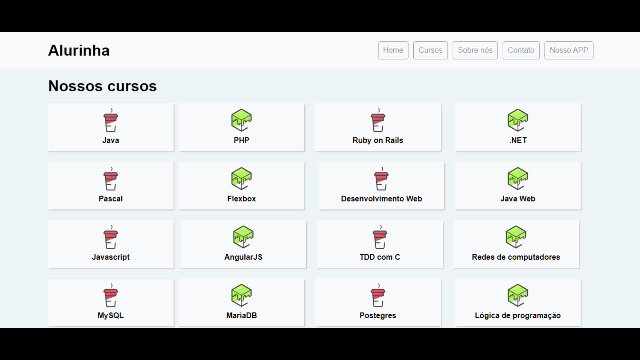 Alurinha
Home Cursos Sobre nós Contato Nosso APP
Nossos cursos
Java PHP Ruby on Rails .NET
Pascal Flexbox Desenvolvimento Web Java Web
Javascript AngularJS TDD com C Redes de computadores
MySQL MariaDB Postegres Lógica de programação